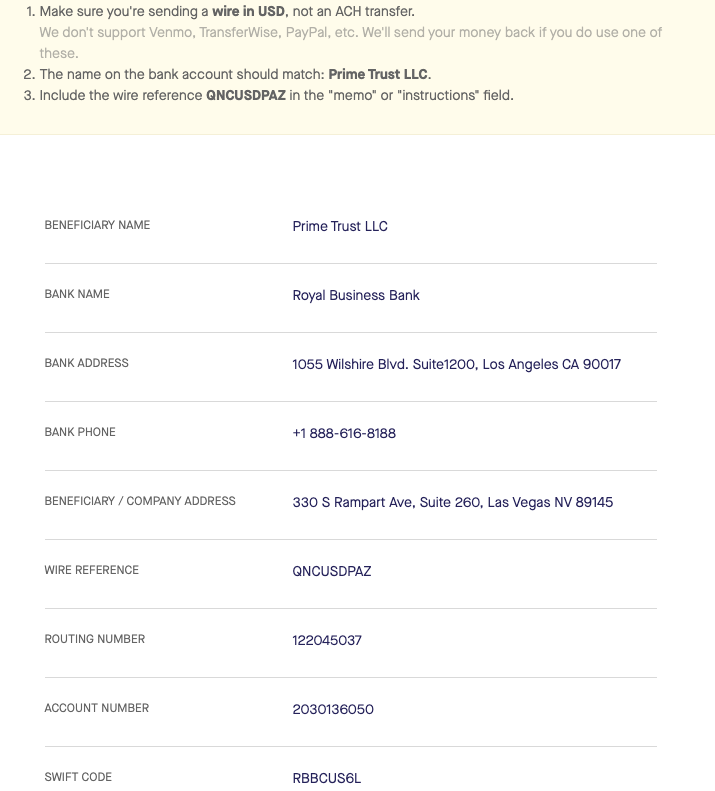 1. Make sure you're sending a wire in USD, not an ACH transfer.
We don't support Venmo, TransferWise, PayPal, etc. We'll send your money back if you do use one of
these.
2. The name on the bank account should match: Prime Trust LLC.
3. Include the wire reference QNCUSDPAZ in the "memo" or "instructions" field.
BENEFICIARY NAME Prime Trust LLC
BANK NAME Royal Business Bank
BANK ADDRESS 1055 Wilshire Blvd. Suite1200, Los Angeles CA 90017
BANK PHONE +1 888-616-8188
BENEFICIARY / COMPANY ADDRESS 330 S Rampart Ave, Suite 260, Las Vegas NV 89145
WIRE REFERENCE QNCUSDPAZ
ROUTING NUMBER 122045037
ACCOUNT NUMBER 2030136050
SWIFT CODE RBBCUS6L